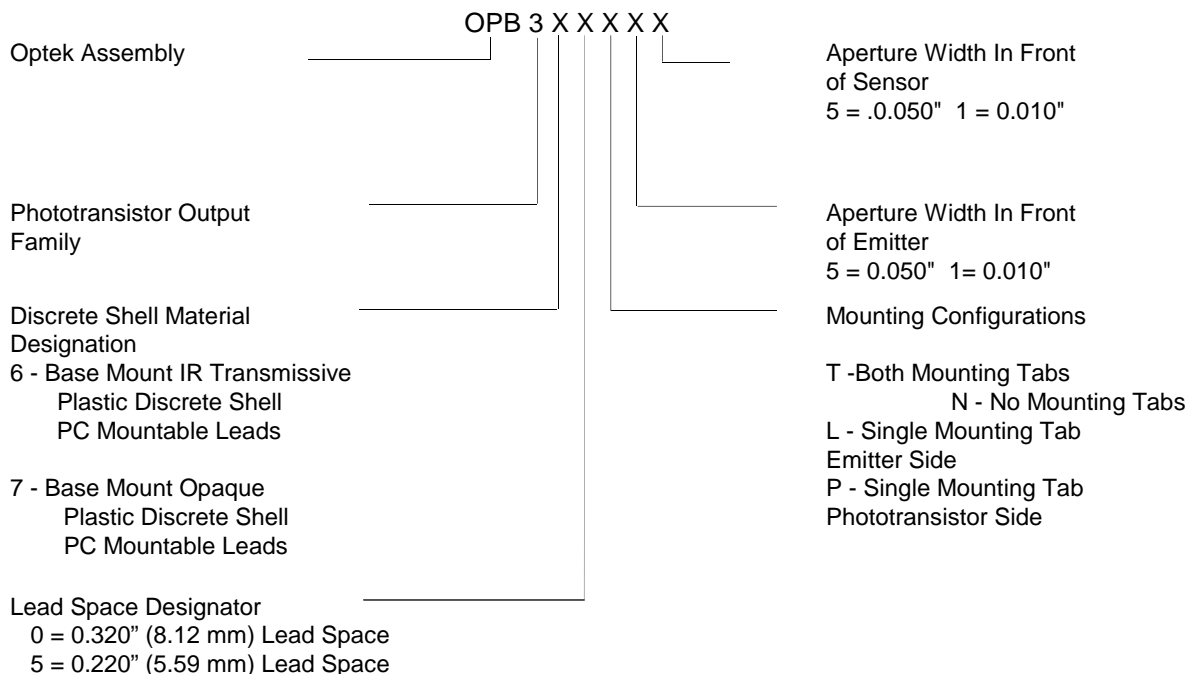 OPB 3 X X X X X
Optek Assembly
Phototransistor Output
Family
Discrete Shell Material
Designation
6 - Base Mount IR Transmissive
Plastic Discrete Shell
PC Mountable Leads
7 - Base Mount Opaque
Plastic Discrete Shell
PC Mountable Leads
Lead Space Designator
0 = 0.320” (8.12 mm) Lead Space
5 = 0.220” (5.59 mm) Lead Space
Aperture Width In Front
of Sensor
5 = .0.050" 1 = 0.010"
Aperture Width In Front
of Emitter
5 = 0.050" 1= 0.010"
Mounting Configurations
T -Both Mounting Tabs
N - No Mounting Tabs
L - Single Mounting Tab
Emitter Side
P - Single Mounting Tab
Phototransistor Side